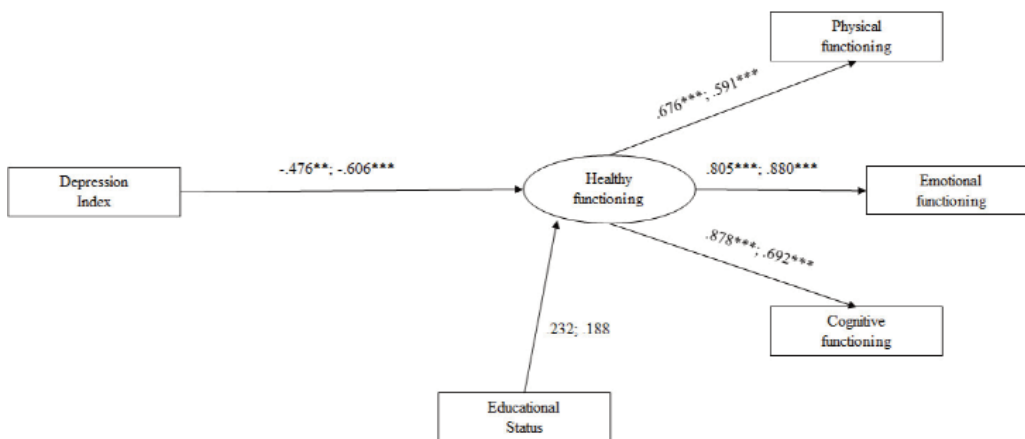 Physical
functioning
.676***; .591***
-.476**; -.606***
.805***; .880***
Depression
Index
Healthy
functioning
Emotional
functioning
.878***; .692***
Cognitive
functioning
.232; .188
Educational
Status